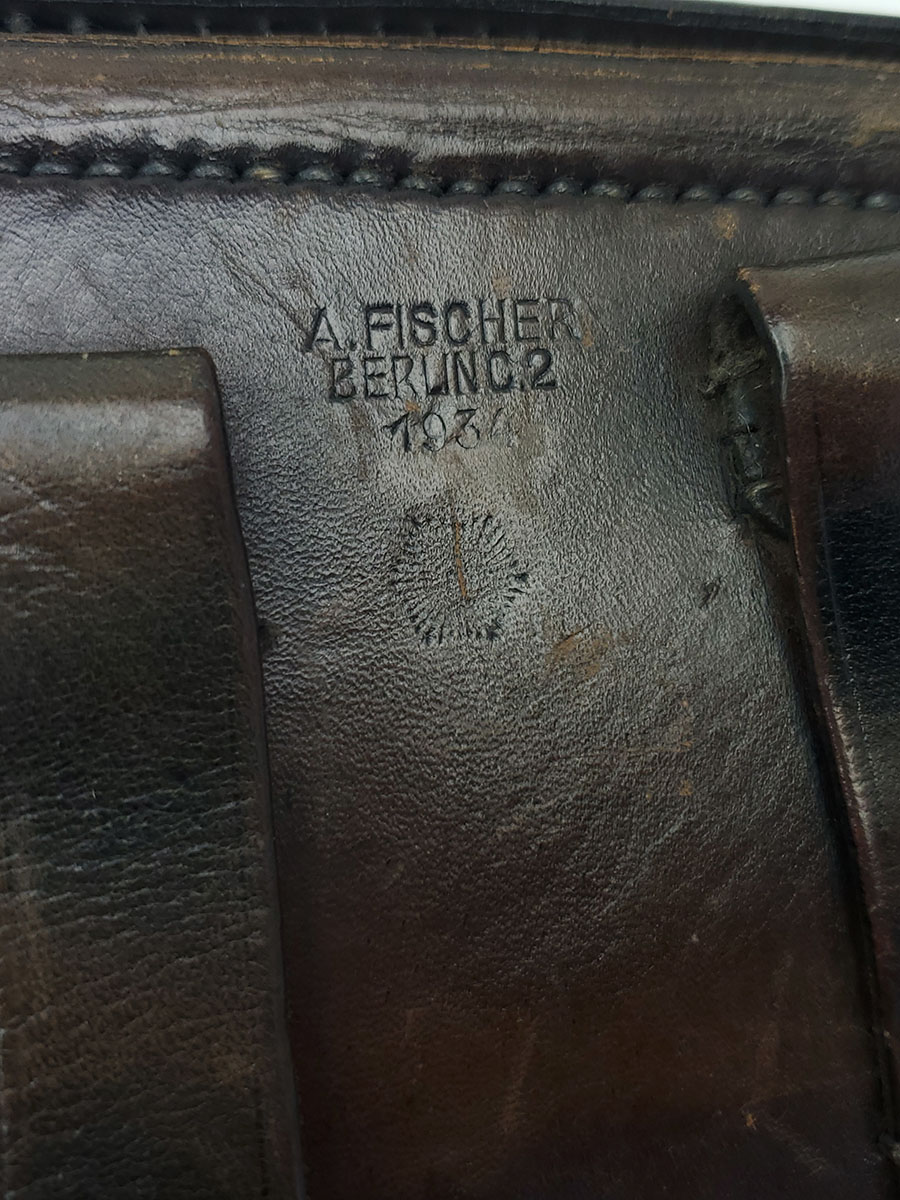 A. FISCHER
BERLIN C. 2
1934